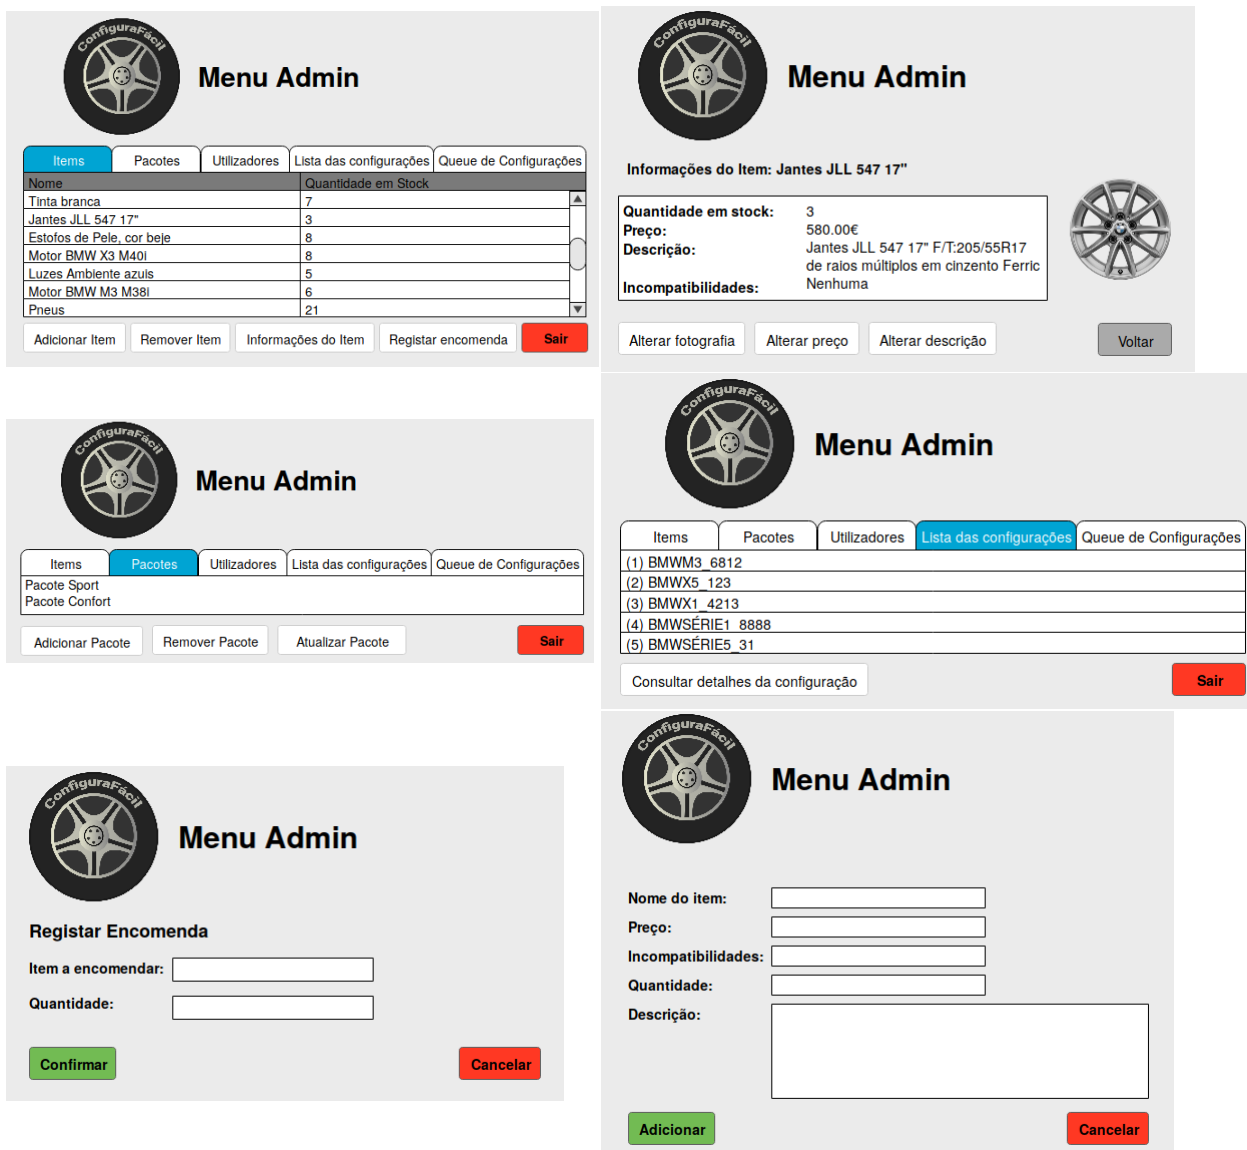 ConfiguraFácil
Menu Admin
Items Pacotes Utilizadores Lista das configurações Queue de Configurações
Nome Quantidade em Stock
Tinta branca 7
Jantes JLL 547 17" 3
Estofos de Pele, cor beje 8
Motor BMW X3 M40i 8
Luzes Ambiente azuis 5
Motor BMW M3 M38i 6
Pneus 21
Adicionar Item Remover Item Informações do Item Registar encomenda Sair
ConfiguraFácil
Menu Admin
Informações do Item: Jantes JLL 547 17"
Quantidade em stock: 3
Preço: 580.00€
Descrição: Jantes JLL 547 17" F/T:205/55R17
de raios múltiplos em cinzento Ferric
Incompatibilidades: Nenhuma
Alterar fotografia Alterar preço Alterar descrição Voltar
ConfiguraFácil
Menu Admin
Items Pacotes Utilizadores Lista das configurações Queue de Configurações
Pacote Sport
Pacote Confort
Adicionar Pacote Remover Pacote Atualizar Pacote Sair
ConfiguraFácil
Menu Admin
Items Pacotes Utilizadores Lista das configurações Queue de Configurações
(1) BMWM3_6812
(2) BMWX5_123
(3) BMWX1_4213
(4) BMWSÉRIE1_8888
(5) BMWSÉRIE5_31
Consultar detalhes da configuração Sair
ConfiguraFácil
Menu Admin
Registar Encomenda
Item a encomendar:
Quantidade:
Confirmar Cancelar
ConfiguraFácil
Menu Admin
Nome do item:
Preço:
Incompatibilidades:
Quantidade:
Descrição:
Adicionar Cancelar